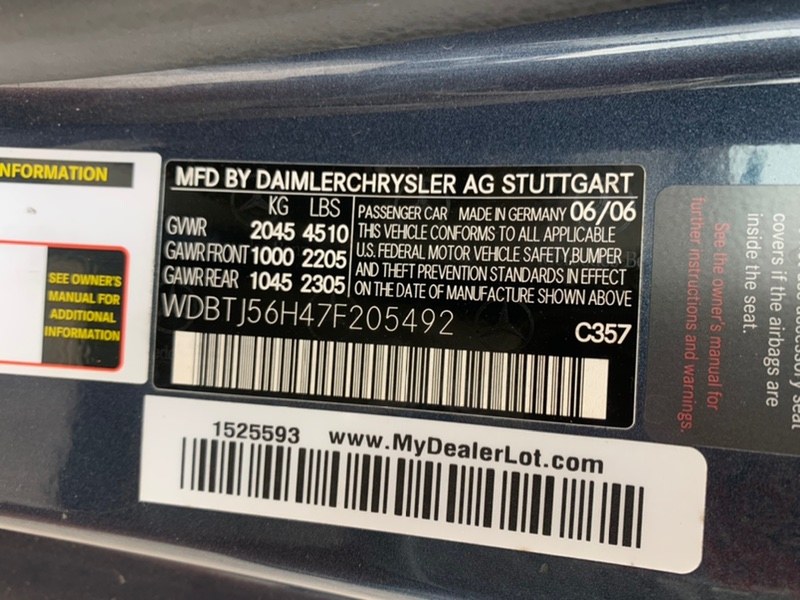 INFORMATION
SEE OWNER'S
MANUAL FOR
ADDITIONAL
INFORMATION
MFD BY DAIMLERCHRYSLER AG STUTTGART
KG LBS
GVWR 2045 4510
GAWR FRONT 1000 2205
GAWR REAR 1045 2305
PASSENGER CAR MADE IN GERMANY 06/06
THIS VEHICLE CONFORMS TO ALL APPLICABLE
U.S. FEDERAL MOTOR VEHICLE SAFETY,BUMPER
AND THEFT PREVENTION STANDARDS IN EFFECT
ON THE DATE OF MANUFACTURE SHOWN ABOVE
WDBTJ56H47F205492
C357
1525593 www.MyDealerLot.com
covers if the airbags are
inside the seat.
See the owner's manual for
further instructions and warnings.